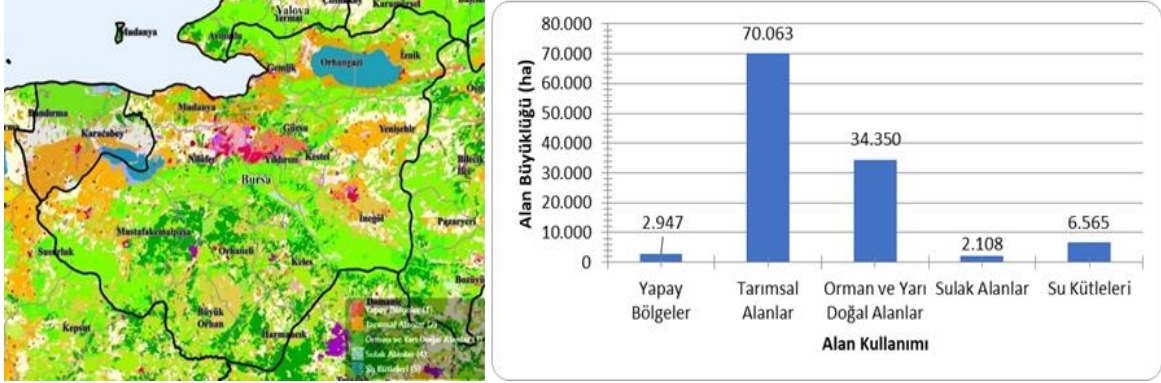 Yalova
Termal
Karamürsel
Mudanya
Armutlu
Orhangazi
İznik
Gemlik
Mudanya
Bandırma
Karacabey
Gürsu
Yenişehir
Nilüfer
Yıldırım
Kestel
Bilecik
Bursa
İnegöl
Pazaryeri
Mustafakemalpaşa
Orhaneli
Susurluk
Keles
Domaniç
Büyük
Orhan
Kepsut
Harmancık
Yapay Bölgeler (1)
Tarımsal Alanlar (2)
Orman ve Yarı Doğal Alanlar
Sulak Alanlar (4)
Su Kütleleri (5)
Alan Büyüklüğü (ha)
80.000
70.000
60.000
50.000
40.000
30.000
20.000
10.000
0
2.947
70.063
34.350
2.108
6.565
Yapay
Bölgeler
Tarımsal
Alanlar
Orman ve Yarı
Doğal Alanlar
Sulak Alanlar
Su Kütleleri
Alan Kullanımı